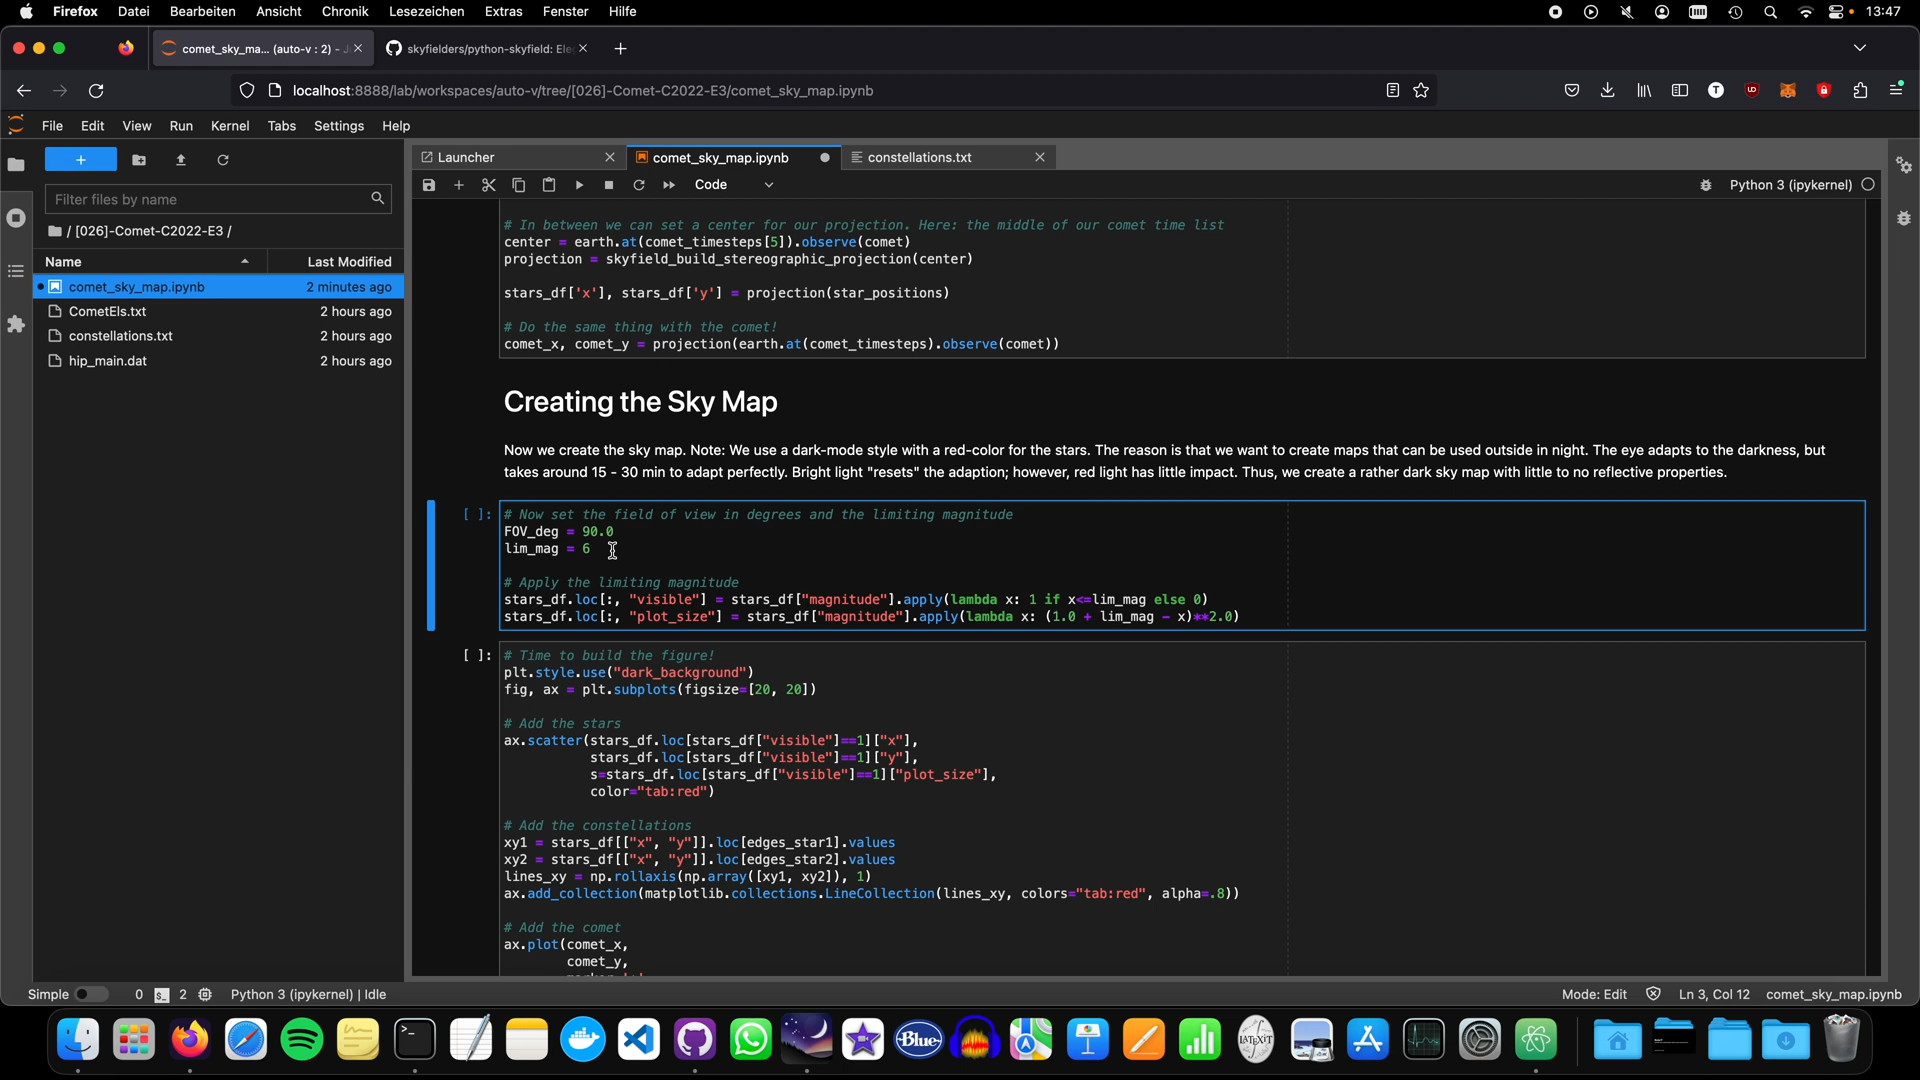 Firefox Datei Bearbeiten Ansicht Chronik Lesezeichen Extras Fenster Hilfe 13:47
comet_sky_ma... (auto-v : 2) - J
skyfielders/python-skyfield: Ele
localhost:8888/lab/workspaces/auto-v/tree/[026]-Comet-C2022-E3/comet_sky_map.ipynb
File Edit View Run Kernel Tabs Settings Help
Launcher
comet_sky_map.ipynb
constellations.txt
Code
Python 3 (ipykernel)
Filter files by name
/ [026]-Comet-C2022-E3 /
Name Last Modified
comet_sky_map.ipynb 2 minutes ago
CometEls.txt 2 hours ago
constellations.txt 2 hours ago
hip_main.dat 2 hours ago
# In between we can set a center for our projection. Here: the middle of our comet time list
center = earth.at(comet_timesteps[5]).observe(comet)
projection = skyfield_build_stereographic_projection(center)
stars_df['x'], stars_df['y'] = projection(star_positions)
# Do the same thing with the comet!
comet_x, comet_y = projection(earth.at(comet_timesteps).observe(comet))
Creating the Sky Map
Now we create the sky map. Note: We use a dark-mode style with a red-color for the stars. The reason is that we want to create maps that can be used outside in night. The eye adapts to the darkness, but
takes around 15 - 30 min to adapt perfectly. Bright light "resets" the adaption; however, red light has little impact. Thus, we create a rather dark sky map with little to no reflective properties.
[ ]: # Now set the field of view in degrees and the limiting magnitude
FOV_deg = 90.0
lim_mag = 6
# Apply the limiting magnitude
stars_df.loc[:, "visible"] = stars_df["magnitude"].apply(lambda x: 1 if x<=lim_mag else 0)
stars_df.loc[:, "plot_size"] = stars_df["magnitude"].apply(lambda x: (1.0 + lim_mag - x)**2.0)
[ ]: # Time to build the figure!
plt.style.use("dark_background")
fig, ax = plt.subplots(figsize=[20, 20])
# Add the stars
ax.scatter(stars_df.loc[stars_df["visible"]==1]["x"],
stars_df.loc[stars_df["visible"]==1]["y"],
s=stars_df.loc[stars_df["visible"]==1]["plot_size"],
color="tab:red")
# Add the constellations
xy1 = stars_df[["x", "y"]].loc[edges_star1].values
xy2 = stars_df[["x", "y"]].loc[edges_star2].values
lines_xy = np.rollaxis(np.array([xy1, xy2]), 1)
ax.add_collection(matplotlib.collections.LineCollection(lines_xy, colors="tab:red", alpha=.8))
# Add the comet
ax.plot(comet_x,
comet_y,
Simple 0 2 Python 3 (ipykernel) | Idle Mode: Edit Ln 3, Col 12 comet_sky_map.ipynb
Blue
LATEXiT